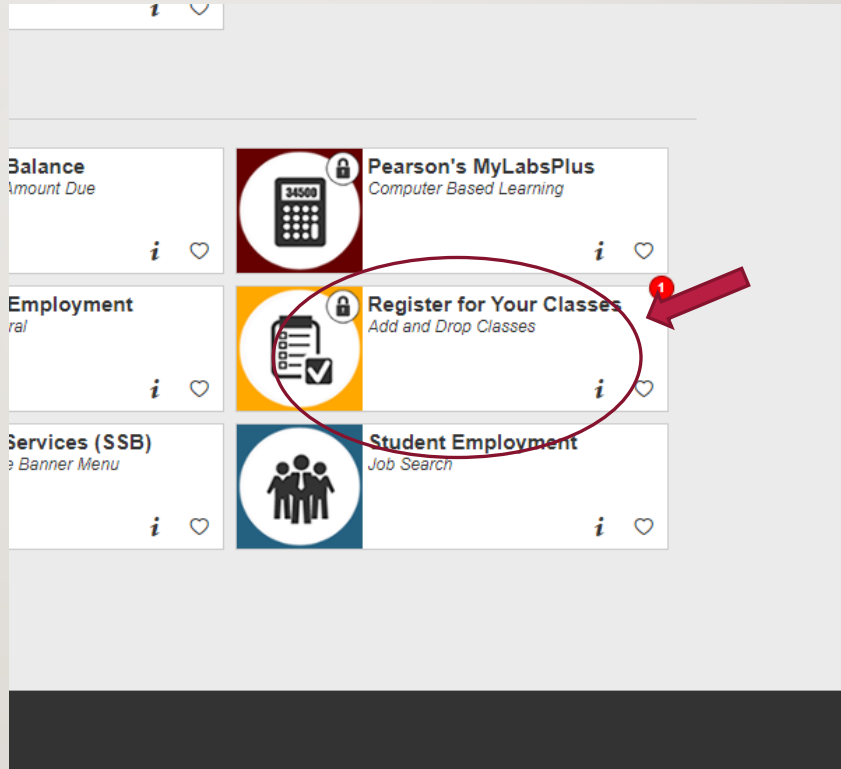 i
Balance
Amount Due
i
34500
Pearson's MyLabsPlus
Computer Based Learning
i
Employment
ral
i
Register for Your Classes
1
Add and Drop Classes
i
Services (SSB)
e Banner Menu
i
Student Employment
Job Search
i